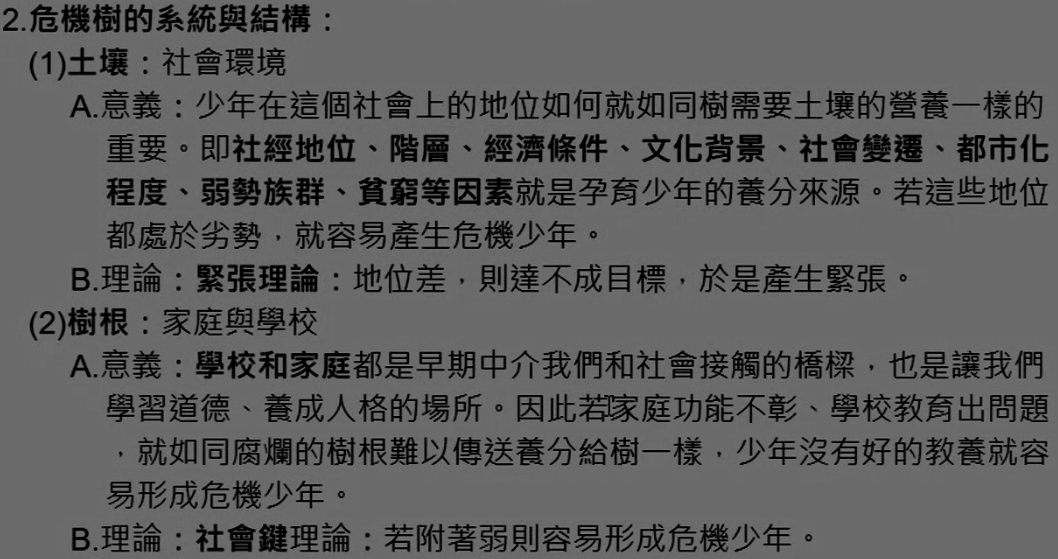 2.危機樹的系統與結構：
(1)土壤：社會環境
A.意義：少年在這個社會上的地位如何就如同樹需要土壤的營養一樣的
重要。即社經地位、階層、經濟條件、文化背景、社會變遷、都市化
程度、弱勢族群、貧窮等因素就是孕育少年的養分來源。若這些地位
都處於劣勢，就容易產生危機少年。
B.理論：緊張理論：地位差，則達不成目標，於是產生緊張。
(2)樹根：家庭與學校
A.意義：學校和家庭都是早期中介我們和社會接觸的橋樑，也是讓我們
學習道德、養成人格的場所。因此若家庭功能不彰、學校教育出問題
，就如同腐爛的樹根難以傳送養分給樹一樣，少年沒有好的教養就容
易形成危機少年。
B.理論：社會鍵理論：若附著弱則容易形成危機少年。